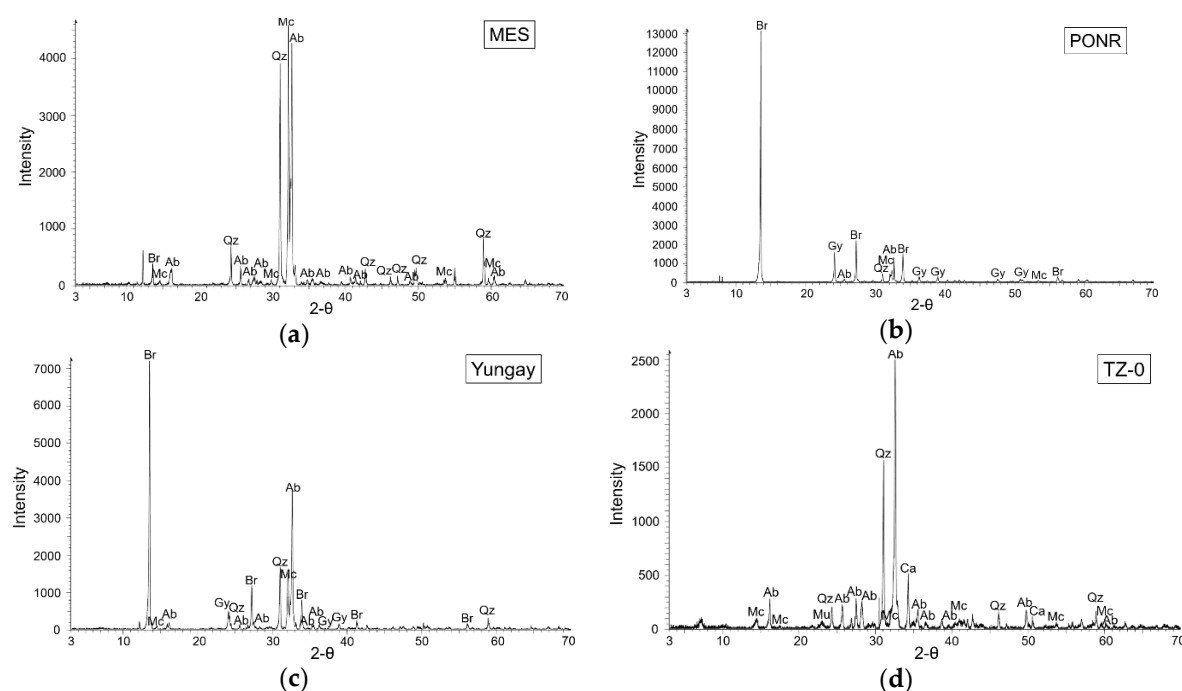 MES
Mc
Ab
Qz
Intensity
4000
3000
2000
1000
0
Br
Mc
Ab
Qz
Ab
Ab
Ab
Ab
Mc
Ab
Ab
Ab
Qz
Ab
Qz
Qz
Ab
Qz
Mc
Qz
Mc
Ab
3 10 20 30 40 50 60 70
2-θ
(a)
PONR
Br
Intensity
13000
12000
11000
10000
9000
8000
7000
6000
5000
4000
3000
2000
1000
0
Gy
Ab
Br
Qz
Mc
Ab
Br
Gy
Gy
Gy
Gy
Mc
Br
3 10 20 30 40 50 60 70
2-θ
(b)
Yungay
Br
Intensity
7000
6000
5000
4000
3000
2000
1000
0
Mc
Ab
Gy
Qz
Ab
Br
Ab
Qz
Mc
Ab
Br
Ab
Ab
Gy
Gy
Br
Br
Qz
3 10 20 30 40 50 60 70
2-θ
(c)
TZ-0
Ab
Intensity
2500
2000
1500
1000
500
0
Mc
Ab
Mc
Mu
Qz
Ab
Ab
Ab
Qz
Mc
Ca
Ab
Ab
Ab
Mc
Qz
Ab
Ca
Mc
Qz
Mc
Ab
3 10 20 30 40 50 60 70
2-θ
(d)